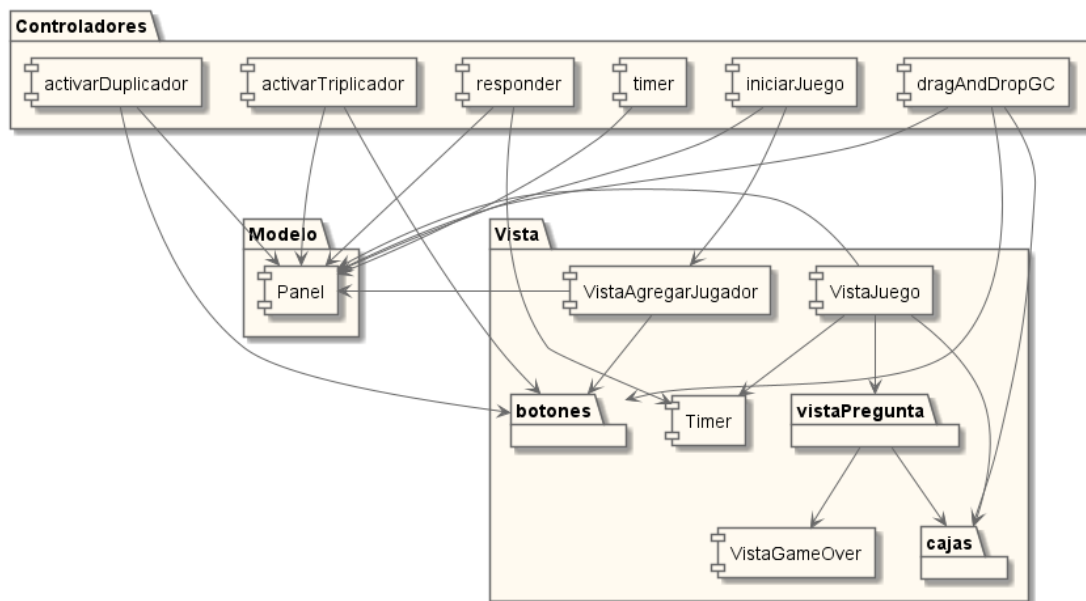 Controladores
activarDuplicador
activarTriplicador
responder
timer
iniciarJuego
dragAndDropGC
Modelo
Vista
Panel
VistaAgregarJugador
VistaJuego
botones
Timer
vistaPregunta
VistaGameOver
cajas